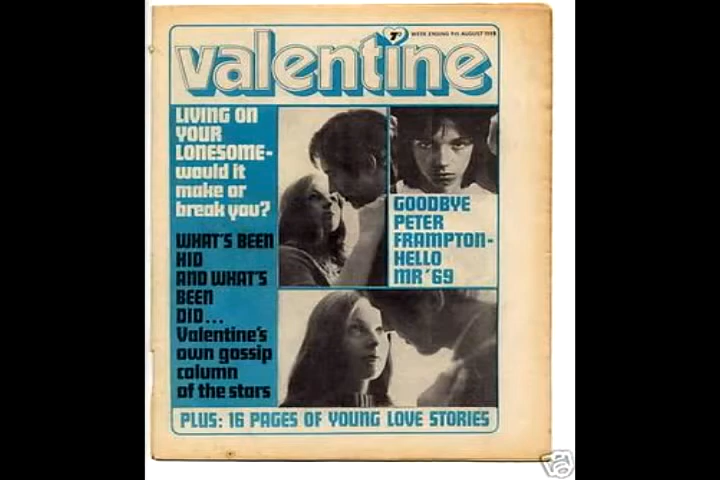 7D WEEK ENDING 9th AUGUST 1969
valentine
LIVING ON
YOUR
LONESOME-
would it
make or
break you?
WHAT'S BEEN
HID
AND WHAT'S
BEEN
DID...
Valentine's
own gossip
column
of the stars
GOODBYE
PETER
FRAMPTON-
HELLO
MR '69
PLUS: 16 PAGES OF YOUNG LOVE STORIES